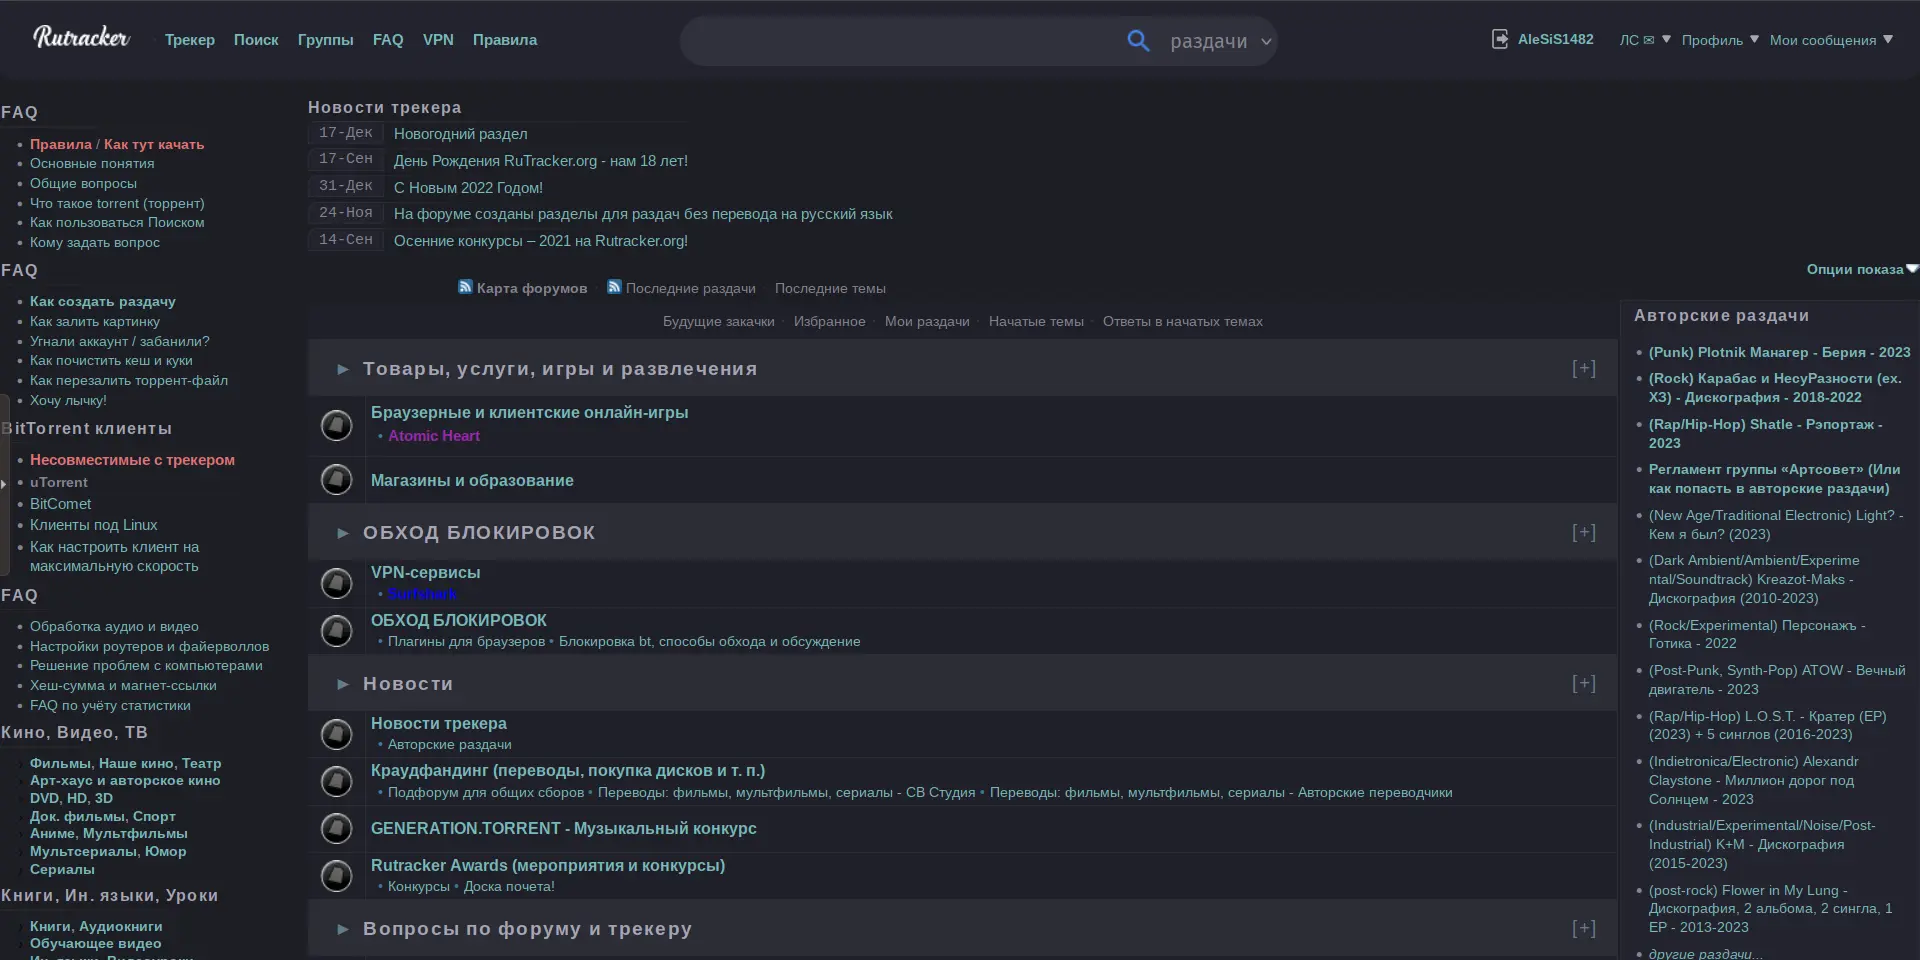 Rutracker
Трекер Поиск Группы FAQ VPN Правила
раздачи
AleSiS1482 ЛС ✉ ▼ Профиль ▼ Мои сообщения ▼
FAQ
• Правила / Как тут качать
• Основные понятия
• Общие вопросы
• Что такое torrent (торрент)
• Как пользоваться Поиском
• Кому задать вопрос
FAQ
• Как создать раздачу
• Как залить картинку
• Угнали аккаунт / забанили?
• Как почистить кеш и куки
• Как перезалить торрент-файл
• Хочу лычку!
BitTorrent клиенты
• Несовместимые с трекером
• uTorrent
• BitComet
• Клиенты под Linux
• Как настроить клиент на
максимальную скорость
FAQ
• Обработка аудио и видео
• Настройки роутеров и файерволлов
• Решение проблем с компьютерами
• Хеш-сумма и магнет-ссылки
• FAQ по учёту статистики
Кино, Видео, ТВ
Фильмы, Наше кино, Театр
Арт-хаус и авторское кино
DVD, HD, 3D
Док. фильмы, Спорт
Аниме, Мультфильмы
Мультсериалы, Юмор
Сериалы
Книги, Ин. языки, Уроки
Книги, Аудиокниги
Обучающее видео
Ин. языки, Видеоуроки
Новости трекера
17-Дек Новогодний раздел
17-Сен День Рождения RuTracker.org - нам 18 лет!
31-Дек С Новым 2022 Годом!
24-Ноя На форуме созданы разделы для раздач без перевода на русский язык
14-Сен Осенние конкурсы – 2021 на Rutracker.org!
Опции показа
Карта форумов · Последние раздачи Последние темы
Будущие закачки · Избранное · Мои раздачи · Начатые темы · Ответы в начатых темах
► Товары, услуги, игры и развлечения [+]
Браузерные и клиентские онлайн-игры
• Atomic Heart
Магазины и образование
► ОБХОД БЛОКИРОВОК [+]
VPN-сервисы
• Surfshark
ОБХОД БЛОКИРОВОК
• Плагины для браузеров • Блокировка bt, способы обхода и обсуждение
► Новости [+]
Новости трекера
• Авторские раздачи
Краудфандинг (переводы, покупка дисков и т. п.)
• Подфорум для общих сборов • Переводы: фильмы, мультфильмы, сериалы - СВ Студия • Переводы: фильмы, мультфильмы, сериалы - Авторские переводчики
GENERATION.TORRENT - Музыкальный конкурс
Rutracker Awards (мероприятия и конкурсы)
• Конкурсы • Доска почета!
► Вопросы по форуму и трекеру [+]
Авторские раздачи
• (Punk) Plotnik Манагер - Берия - 2023
• (Rock) Карабас и НесуРазности (ex.
ХЗ) - Дискография - 2018-2022
• (Rap/Hip-Hop) Shatle - Рэпортаж -
2023
• Регламент группы «Артсовет» (Или
как попасть в авторские раздачи)
• (New Age/Traditional Electronic) Light? -
Кем я был? (2023)
• (Dark Ambient/Ambient/Experime
ntal/Soundtrack) Kreazot-Maks -
Дискография (2010-2023)
• (Rock/Experimental) Персонажъ -
Готика - 2022
• (Post-Punk, Synth-Pop) ATOW - Вечный
двигатель - 2023
• (Rap/Hip-Hop) L.O.S.T. - Кратер (EP)
(2023) + 5 синглов (2016-2023)
• (Indietronica/Electronic) Alexandr
Claystone - Миллион дорог под
Солнцем - 2023
• (Industrial/Experimental/Noise/Post-
Industrial) K+M - Дискография
(2015-2023)
• (post-rock) Flower in My Lung -
Дискография, 2 альбома, 2 сингла, 1
EP - 2013-2023
• другие раздачи...